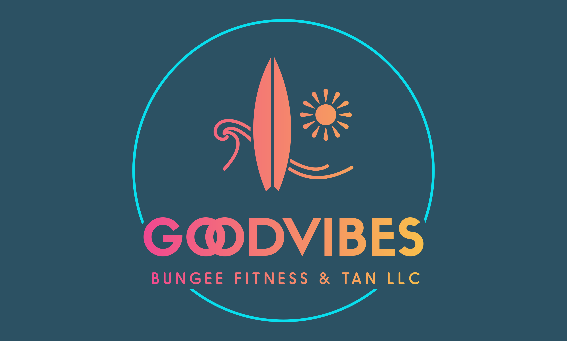 GOODVIBES
BUNGEE FITNESS & TAN LLC